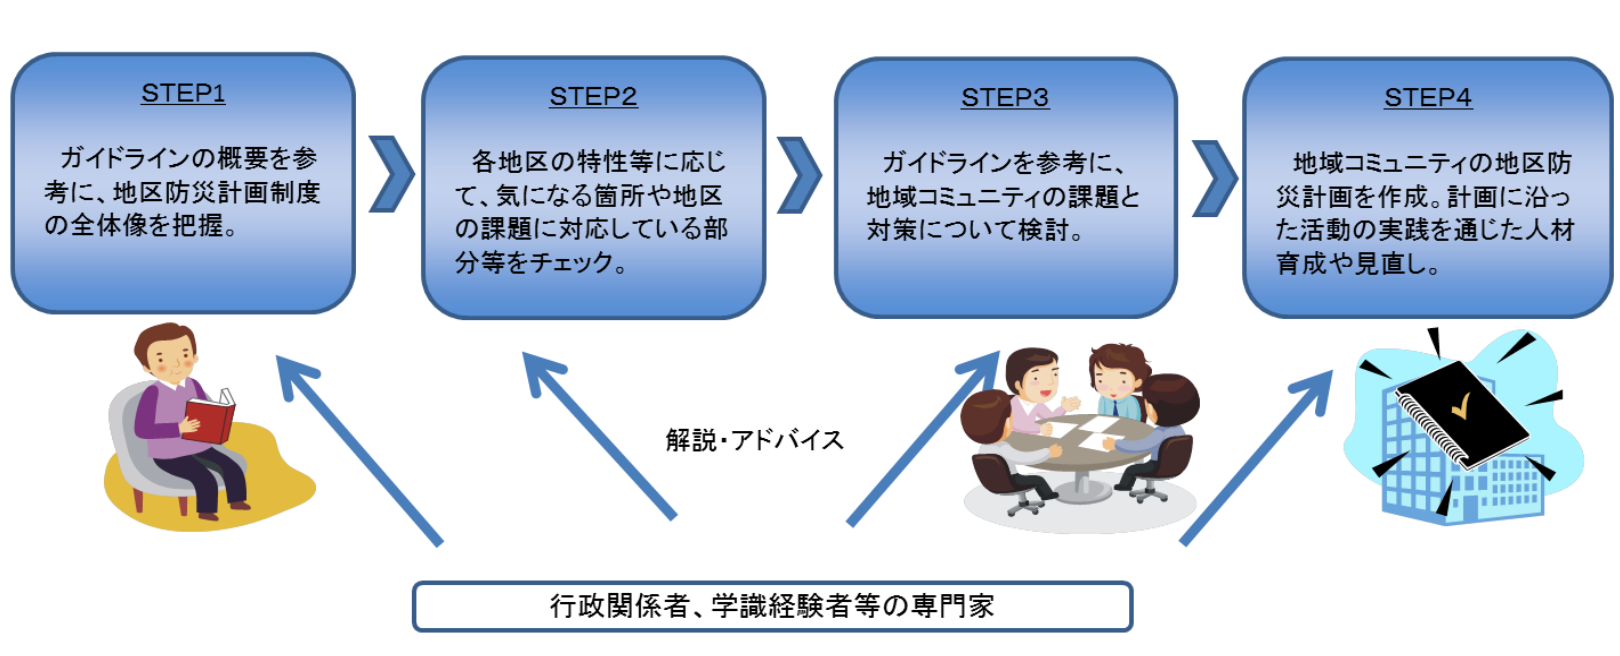 STEP1
ガイドラインの概要を参
考に、地区防災計画制度
の全体像を把握。
STEP2
各地区の特性等に応じ
て、気になる箇所や地区
の課題に対応している部
分等をチェック。
STEP3
ガイドラインを参考に、
地域コミュニティの課題と
対策について検討。
STEP4
地域コミュニティの地区防
災計画を作成。計画に沿っ
た活動の実践を通じた人材
育成や見直し。
解説・アドバイス
行政関係者、学識経験者等の専門家